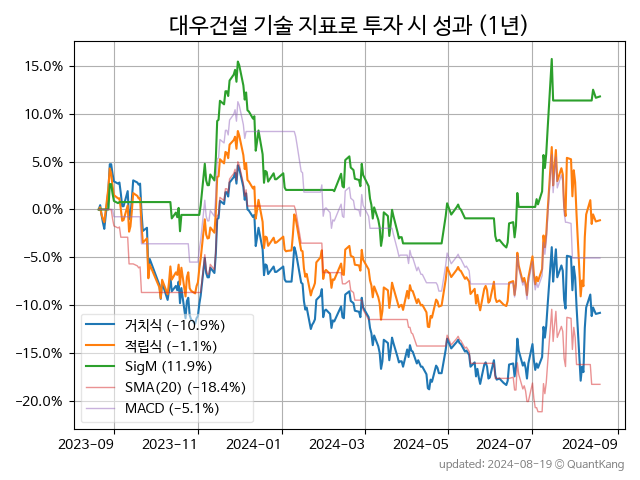 대우건설 기술 지표로 투자 시 성과 (1년)
15.0%
10.0%
5.0%
0.0%
−5.0%
−10.0%
−15.0%
−20.0%
거치식 (−10.9%)
적립식 (−1.1%)
SigM (11.9%)
SMA(20) (−18.4%)
MACD (−5.1%)
2023-09 2023-11 2024-01 2024-03 2024-05 2024-07 2024-09
updated: 2024-08-19 © QuantKang